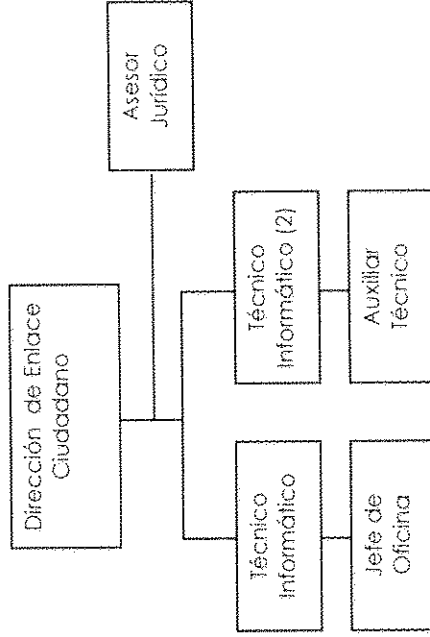 Dirección de Enlace
Ciudadano
Asesor
Jurídico
Técnico
Informático
Técnico
Informático (2)
Jefe de
Oficina
Auxiliar
Técnico